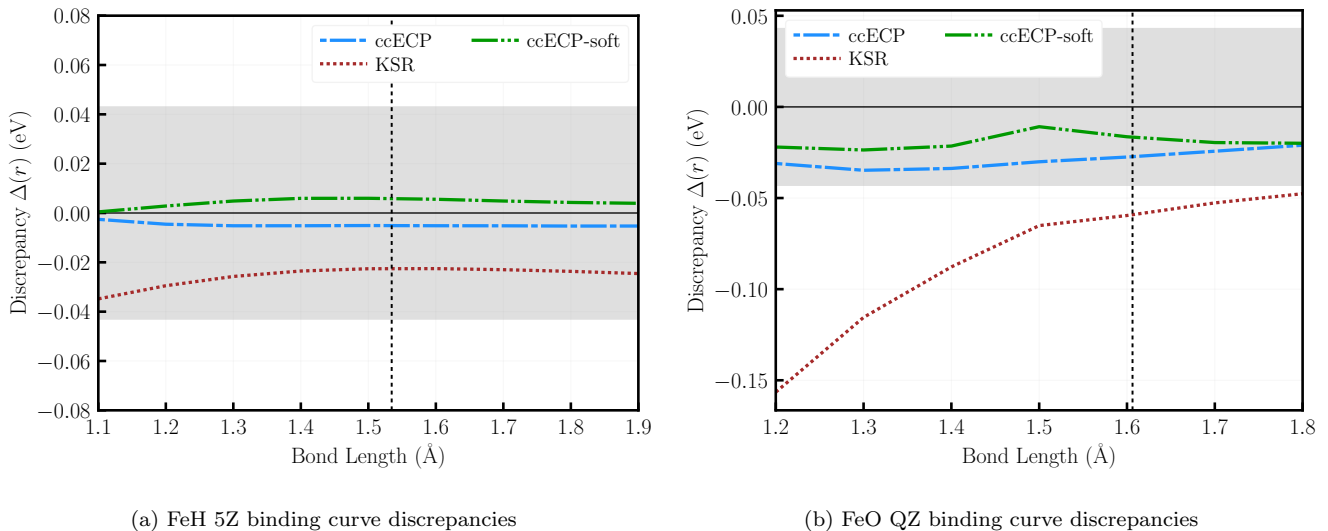 0.08
0.06
0.04
0.02
0.00
−0.02
−0.04
−0.06
−0.08
Discrepancy Δ(r) (eV)
ccECP
KSR
ccECP-soft
1.1 1.2 1.3 1.4 1.5 1.6 1.7 1.8 1.9
Bond Length (Å)
(a) FeH 5Z binding curve discrepancies
0.05
0.00
−0.05
−0.10
−0.15
Discrepancy Δ(r) (eV)
ccECP
KSR
ccECP-soft
1.2 1.3 1.4 1.5 1.6 1.7 1.8
Bond Length (Å)
(b) FeO QZ binding curve discrepancies